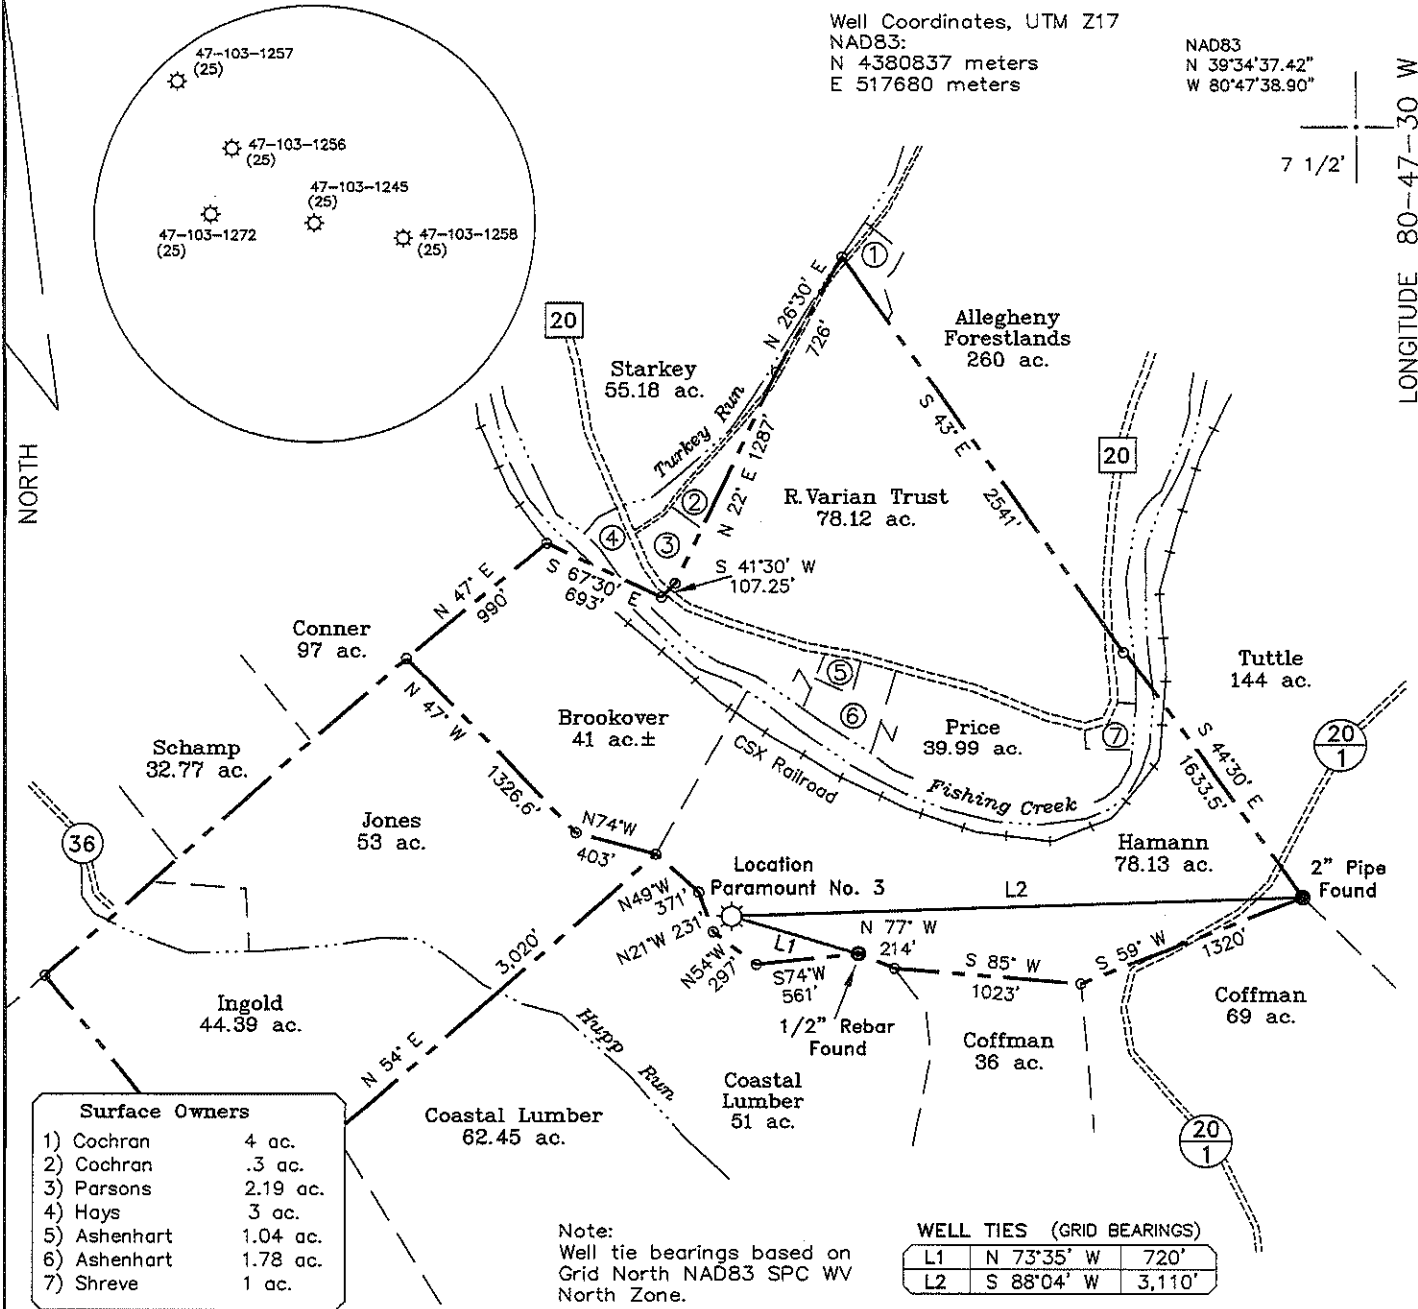 Well Coordinates, UTM Z17
NAD83:
N 4380837 meters
E 517680 meters
NAD83
N 39°34'37.42"
W 80°47'38.90"
LONGITUDE 80-47-30 W
7 1/2'
47-103-1257
(25)
47-103-1256
(25)
47-103-1245
(25)
47-103-1272
(25)
47-103-1258
(25)
NORTH
20
Starkey
55.18 ac.
Turkey Run
N 26°30' E
726'
1
Allegheny
Forestlands
260 ac.
S 43° E
2541'
20
N 22° E 1287'
2
3
4
R.Varian Trust
78.12 ac.
S 41°30' W
107.25'
S 67°30' E
693'
N 47° E
990'
Conner
97 ac.
N 47° W
1326.6'
Schamp
32.77 ac.
Brookover
41 ac.±
CSX Railroad
5
6
Price
39.99 ac.
7
Fishing Creek
Tuttle
144 ac.
S 44°30' E
1633.5'
20
1
36
Jones
53 ac.
N74°W
403'
Hamann
78.13 ac.
2" Pipe
Found
Location
Paramount No. 3
L2
N49°W
371'
N21°W 231'
N54°W
297'
L1
S74°W
561'
N 77° W
214'
S 85° W
1023'
S 59° W
1320'
1/2" Rebar
Found
3,020'
N 54° E
Ingold
44.39 ac.
Hupp Run
Coffman
36 ac.
Coffman
69 ac.
Coastal
Lumber
51 ac.
Coastal Lumber
62.45 ac.
20
1
Surface Owners
1) Cochran 4 ac.
2) Cochran .3 ac.
3) Parsons 2.19 ac.
4) Hays 3 ac.
5) Ashenhart 1.04 ac.
6) Ashenhart 1.78 ac.
7) Shreve 1 ac.
Note:
Well tie bearings based on
Grid North NAD83 SPC WV
North Zone.
WELL TIES (GRID BEARINGS)
L1 N 73°35' W 720'
L2 S 88°04' W 3,110'